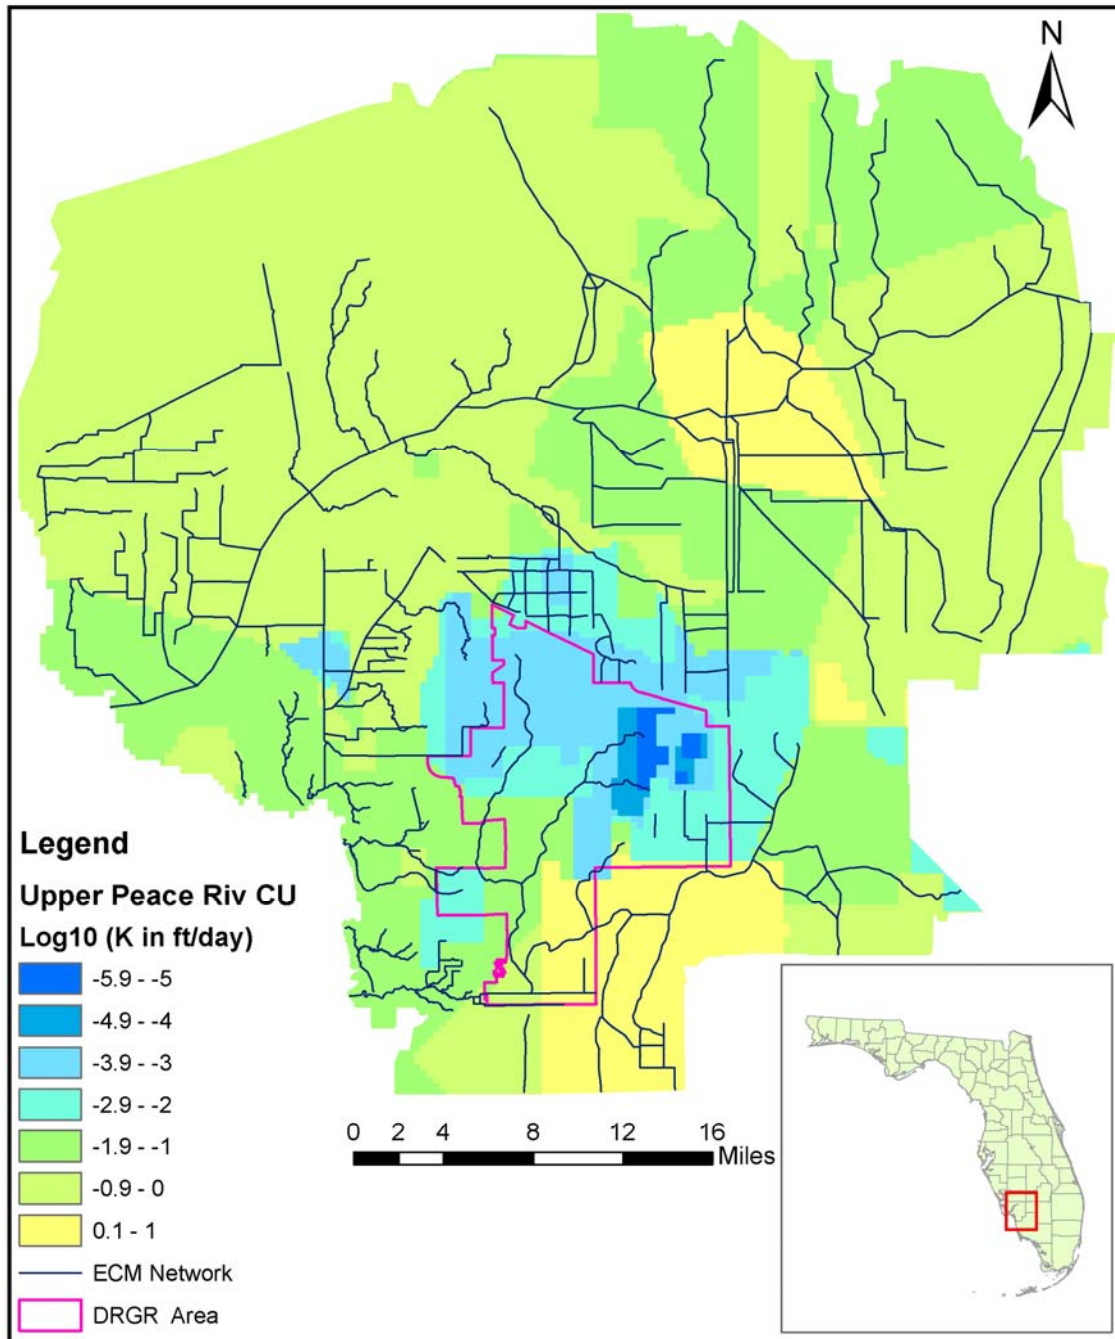 N
Legend
Upper Peace Riv CU
Log10 (K in ft/day)
-5.9 - -5
-4.9 - -4
-3.9 - -3
-2.9 - -2
-1.9 - -1
-0.9 - 0
0.1 - 1
ECM Network
DRGR Area
0 2 4 8 12 16
Miles